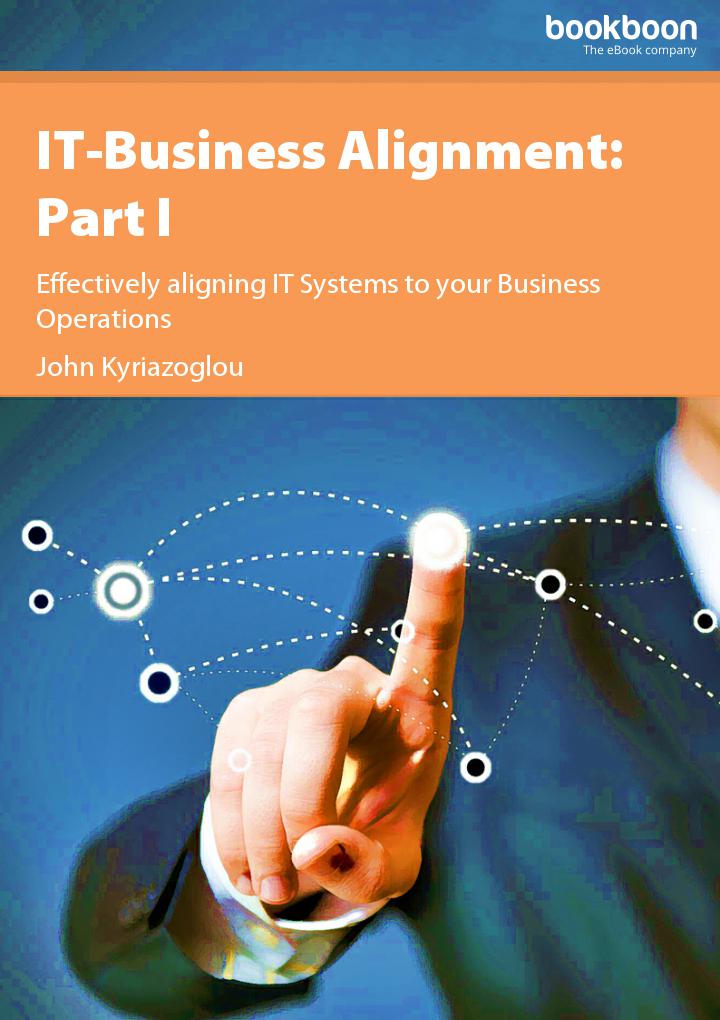 bookboon
The eBook company
IT-Business Alignment:
Part I
Effectively aligning IT Systems to your Business
Operations
John Kyriazoglou